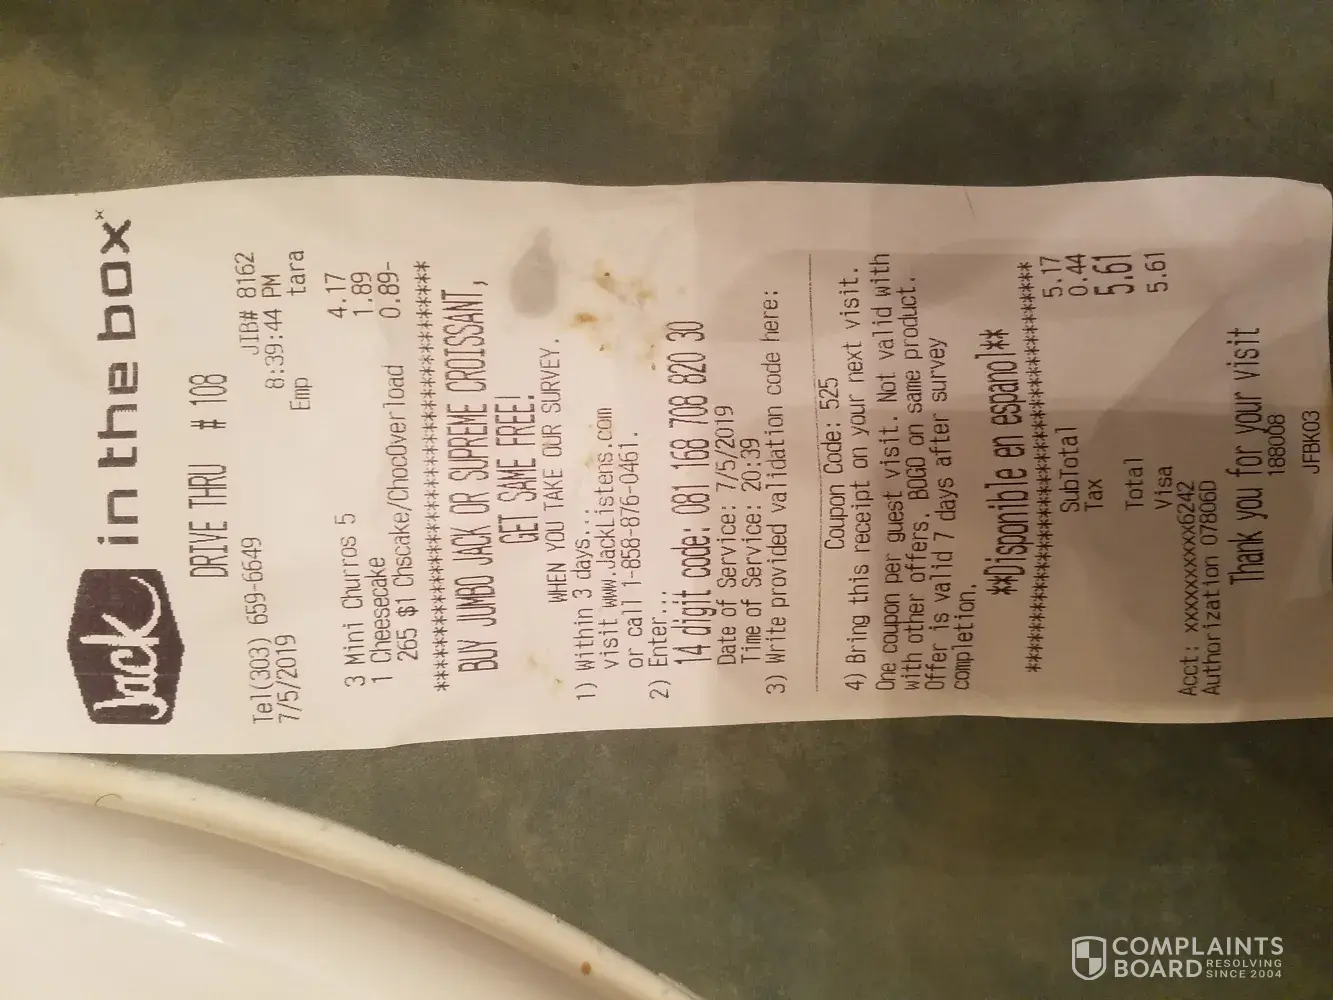 Jack in the box
DRIVE THRU # 108
Tel(303) 659-6649 JIB# 8162
7/5/2019 8:39:44 PM
Emp tara
3 Mini Churros 5 4.17
1 Cheesecake 1.89
265 $1 Chscake/ChocOverload 0.89-
****************************************
BUY JUMBO JACK OR SUPREME CROISSANT,
GET SAME FREE!
WHEN YOU TAKE OUR SURVEY.
1) Within 3 days...
visit www.JackListens.com
or call 1-858-876-0461.
2) Enter...
14 digit code: 081 168 708 820 30
Date of Service: 7/5/2019
Time of Service: 20:39
3) Write provided validation code here:
Coupon Code: 525
4) Bring this receipt on your next visit.
One coupon per guest visit. Not valid with
with other offers. BOGO on same product.
Offer is valid 7 days after survey
completion.
**Disponible en espanol**
****************************************
SubTotal 5.17
Tax 0.44
Total 5.61
Visa 5.61
Acct: xxxxxxxxxxxx6242
Authorization 07806D
Thank you for your visit
188008
JFBK03
COMPLAINTS
BOARD RESOLVING
SINCE 2004